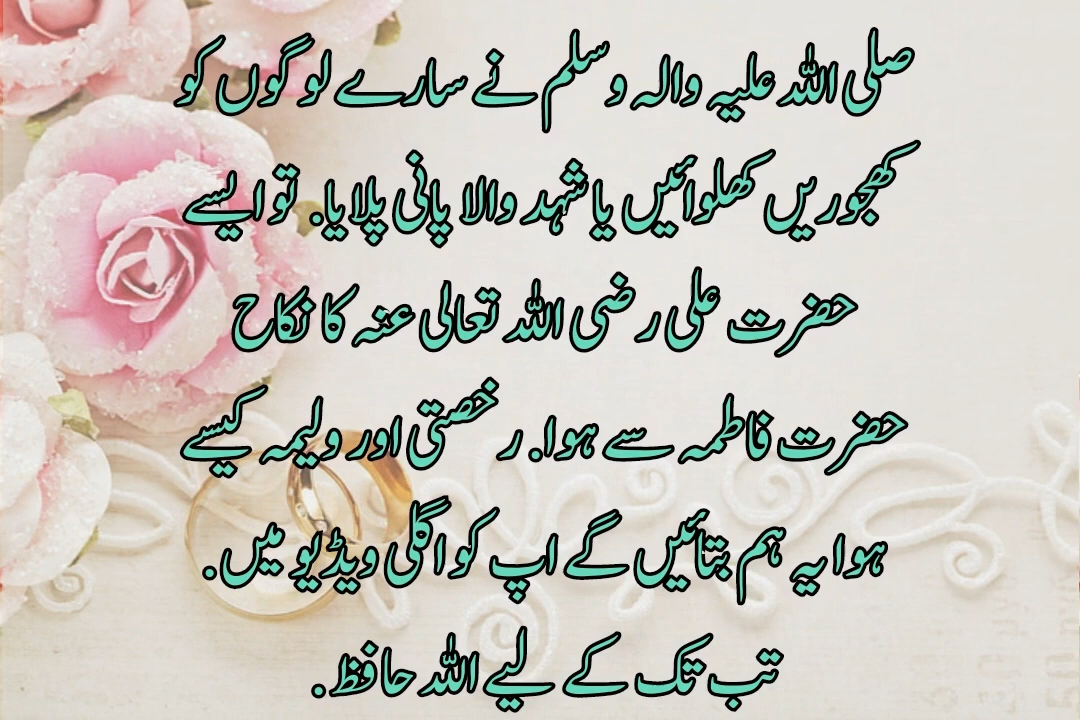 صلی اللہ علیہ والہ وسلم نے سارے لوگوں کو
کھجوریں کھلوائیں یا شہد والا پانی پلایا. تو ایسے
حضرت علی رضی اللہ تعالی عنہ کا نکاح
حضرت فاطمہ سے ہوا. رخصتی اور ولیمہ کیسے
ہوا یہ ہم بتائیں گے اپ کو اگلی ویڈیو میں.
تب تک کے لیے اللہ حافظ.